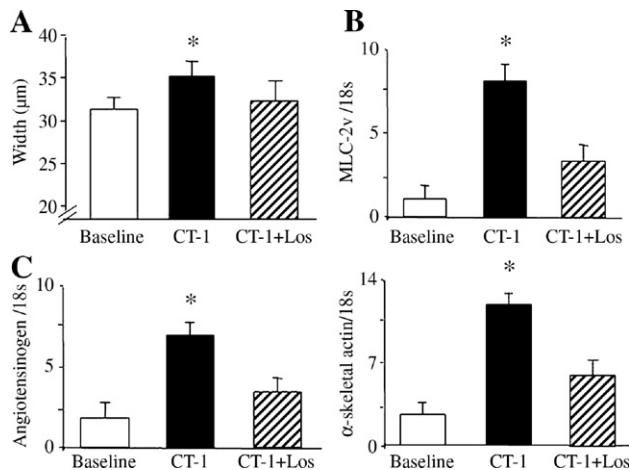 A
*
40
35
30
25
20
Width (μm)
Baseline CT-1 CT-1+Los
B
*
10
5
0
MLC-2v /18s
Baseline CT-1 CT-1+Los
C
*
10
5
0
Angiotensinogen /18s
Baseline CT-1 CT-1+Los
*
14
7
0
α-skeletal actin/18s
Baseline CT-1 CT-1+Los